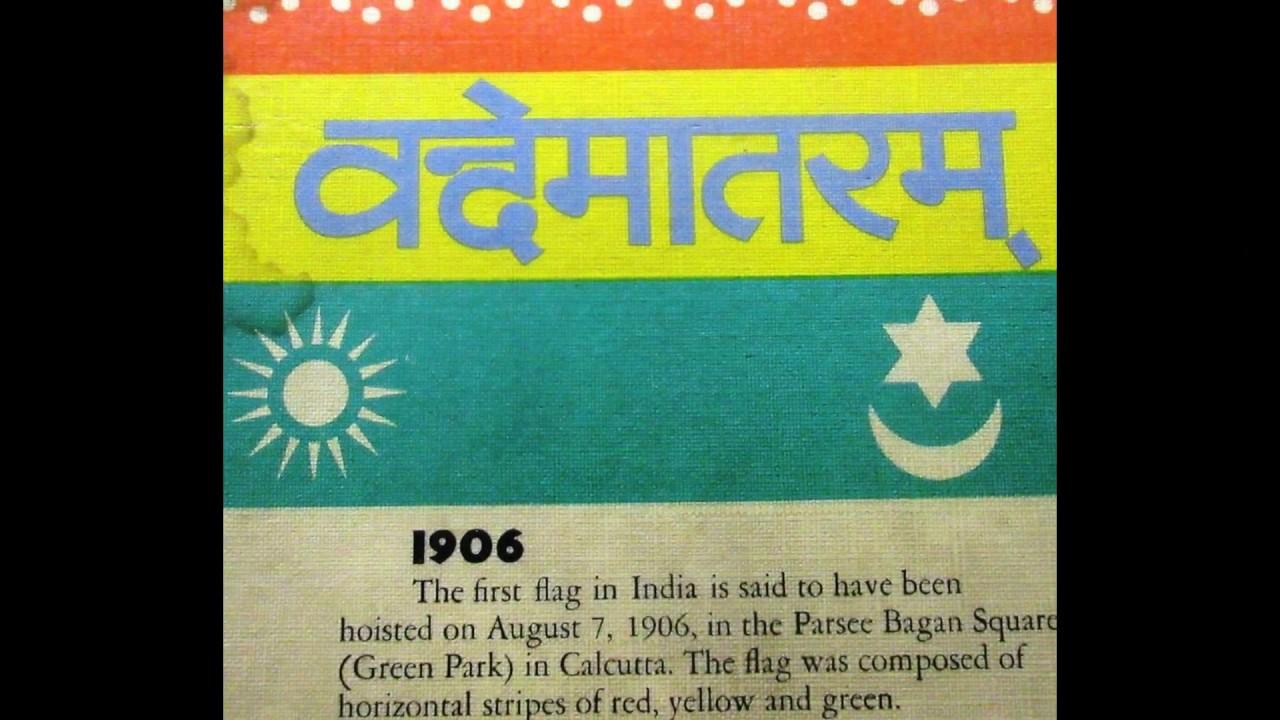 वन्देमातरम्
1906
The first flag in India is said to have been
hoisted on August 7, 1906, in the Parsee Bagan Square
(Green Park) in Calcutta. The flag was composed of
horizontal stripes of red, yellow and green.